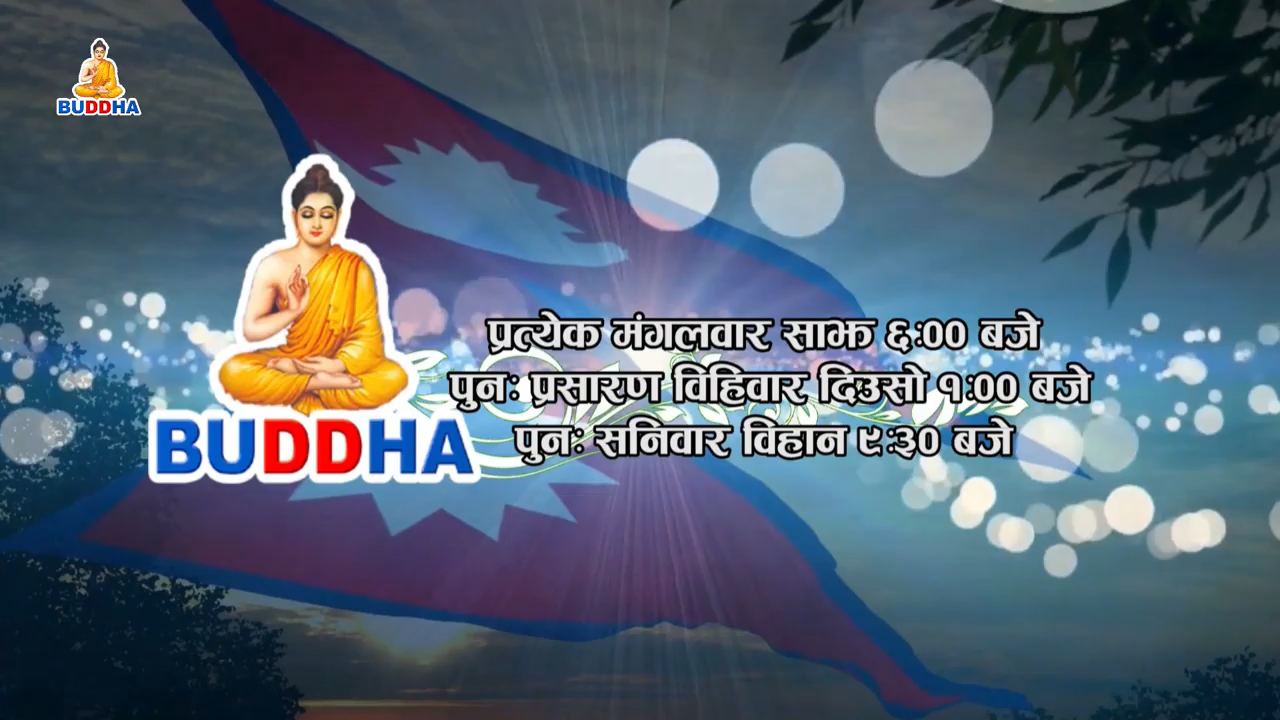 BUDDHA
BUDDHA
प्रत्येक मंगलवार साझ ६:०० बजे
पुनः प्रसारण विहिवार दिउसो १:०० बजे
पुनः सनिवार विहान ९:३० बजे